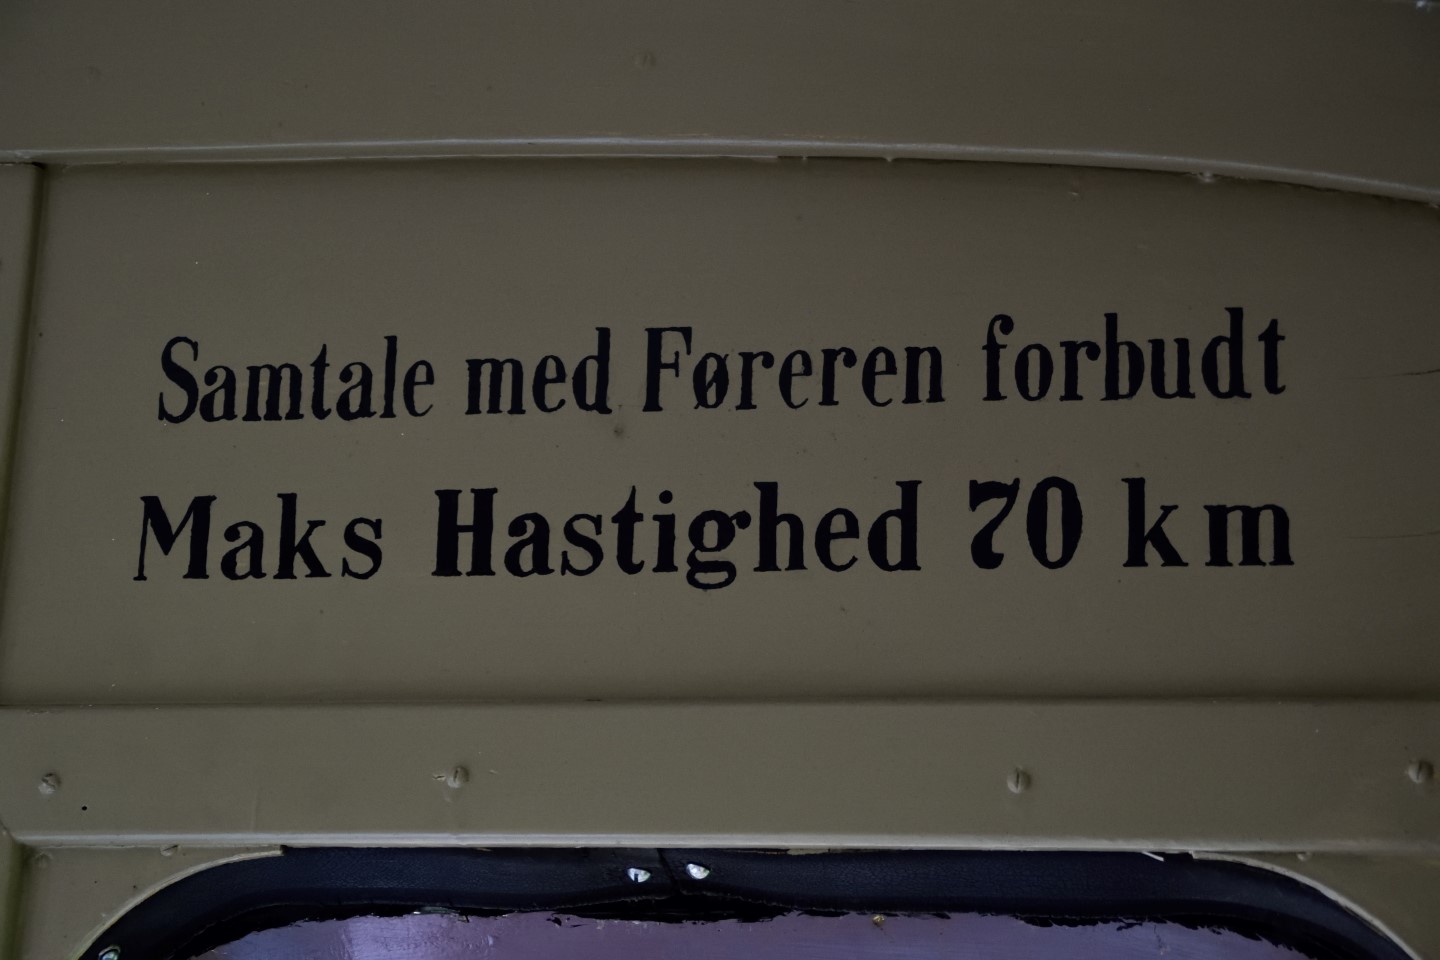 Samtale med Føreren forbudt
Maks Hastighed 70 km